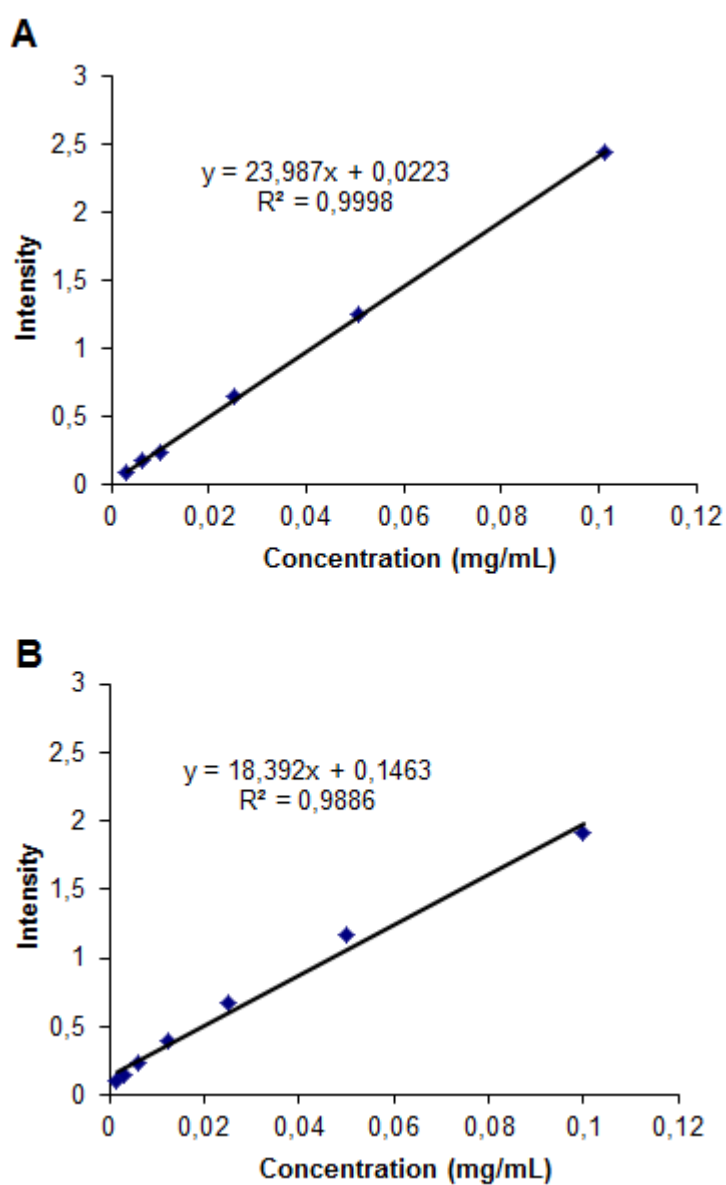 A
3
2,5
2
1,5
1
0,5
0
Intensity
y = 23,987x + 0,0223
R² = 0,9998
0 0,02 0,04 0,06 0,08 0,1 0,12
Concentration (mg/mL)
B
3
2,5
2
1,5
1
0,5
0
Intensity
y = 18,392x + 0,1463
R² = 0,9886
0 0,02 0,04 0,06 0,08 0,1 0,12
Concentration (mg/mL)